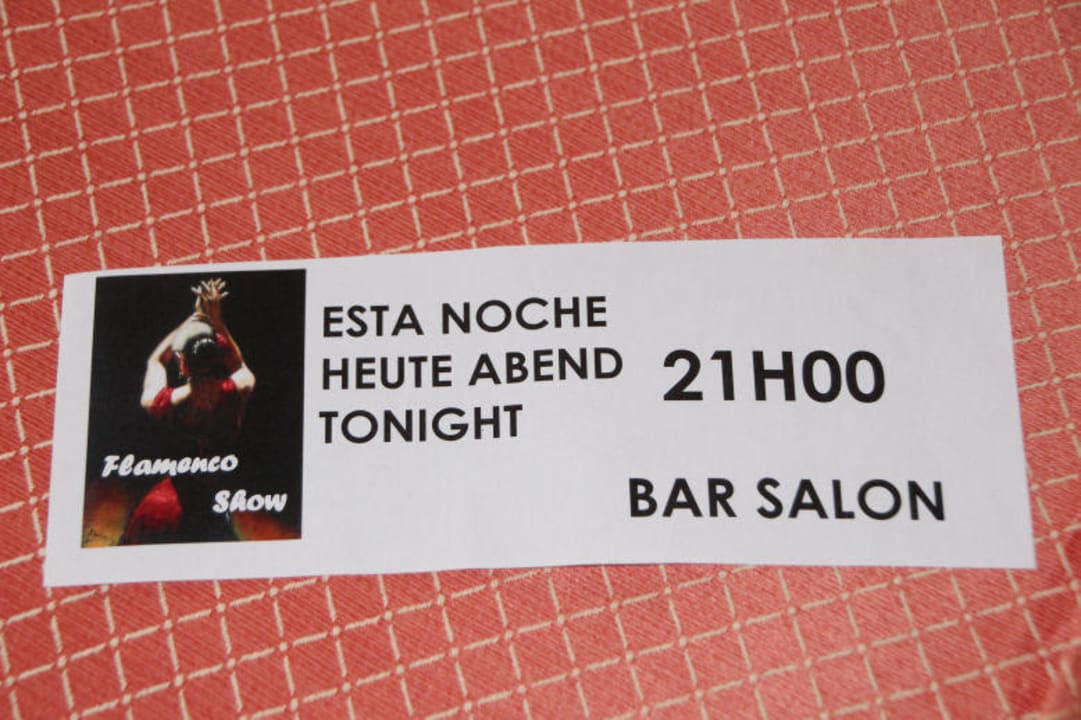 Flamenco
Show
ESTA NOCHE
HEUTE ABEND
TONIGHT
21H00
BAR SALON